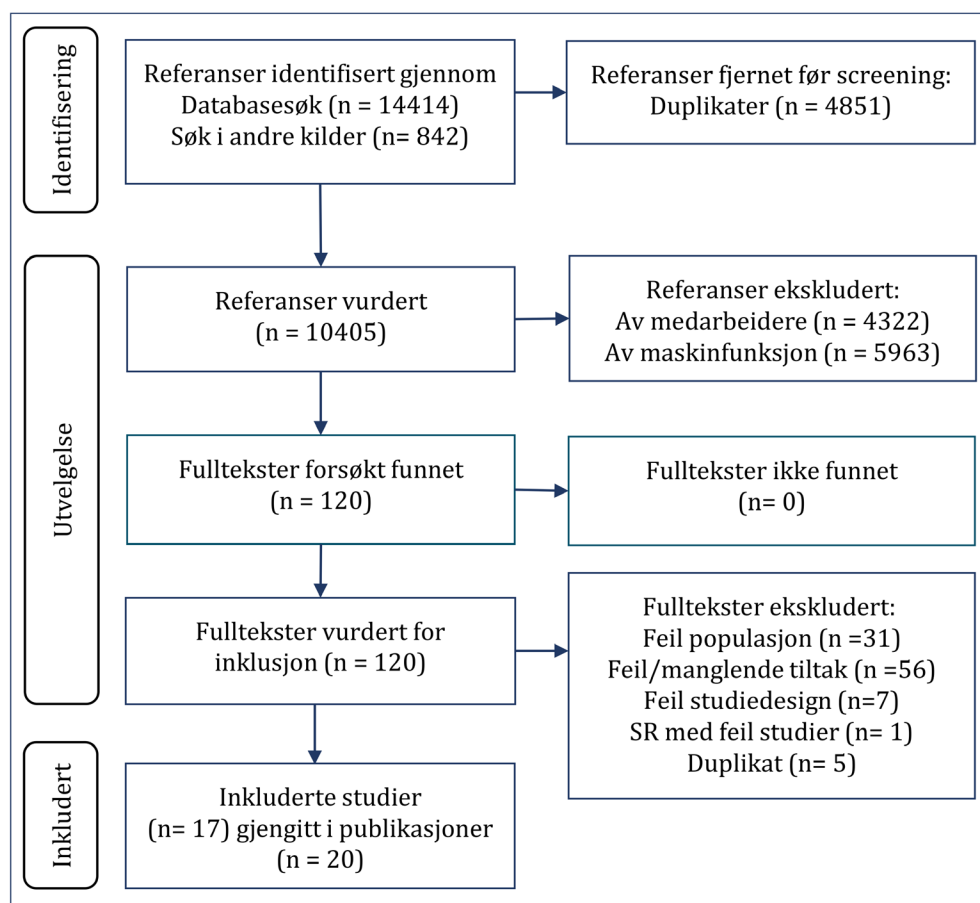 Identifisering
Referanser identifisert gjennom
Databasesøk (n = 14414)
Søk i andre kilder (n= 842)
Referanser fjernet før screening:
Duplikater (n = 4851)
Utvelgelse
Referanser vurdert
(n = 10405)
Referanser ekskludert:
Av medarbeidere (n = 4322)
Av maskinfunksjon (n = 5963)
Fulltekster forsøkt funnet
(n = 120)
Fulltekster ikke funnet
(n= 0)
Fulltekster vurdert for
inklusjon (n = 120)
Fulltekster ekskludert:
Feil populasjon (n =31)
Feil/manglende tiltak (n =56)
Feil studiedesign (n=7)
SR med feil studier (n= 1)
Duplikat (n= 5)
Inkludert
Inkluderte studier
(n= 17) gjengitt i publikasjoner
(n = 20)